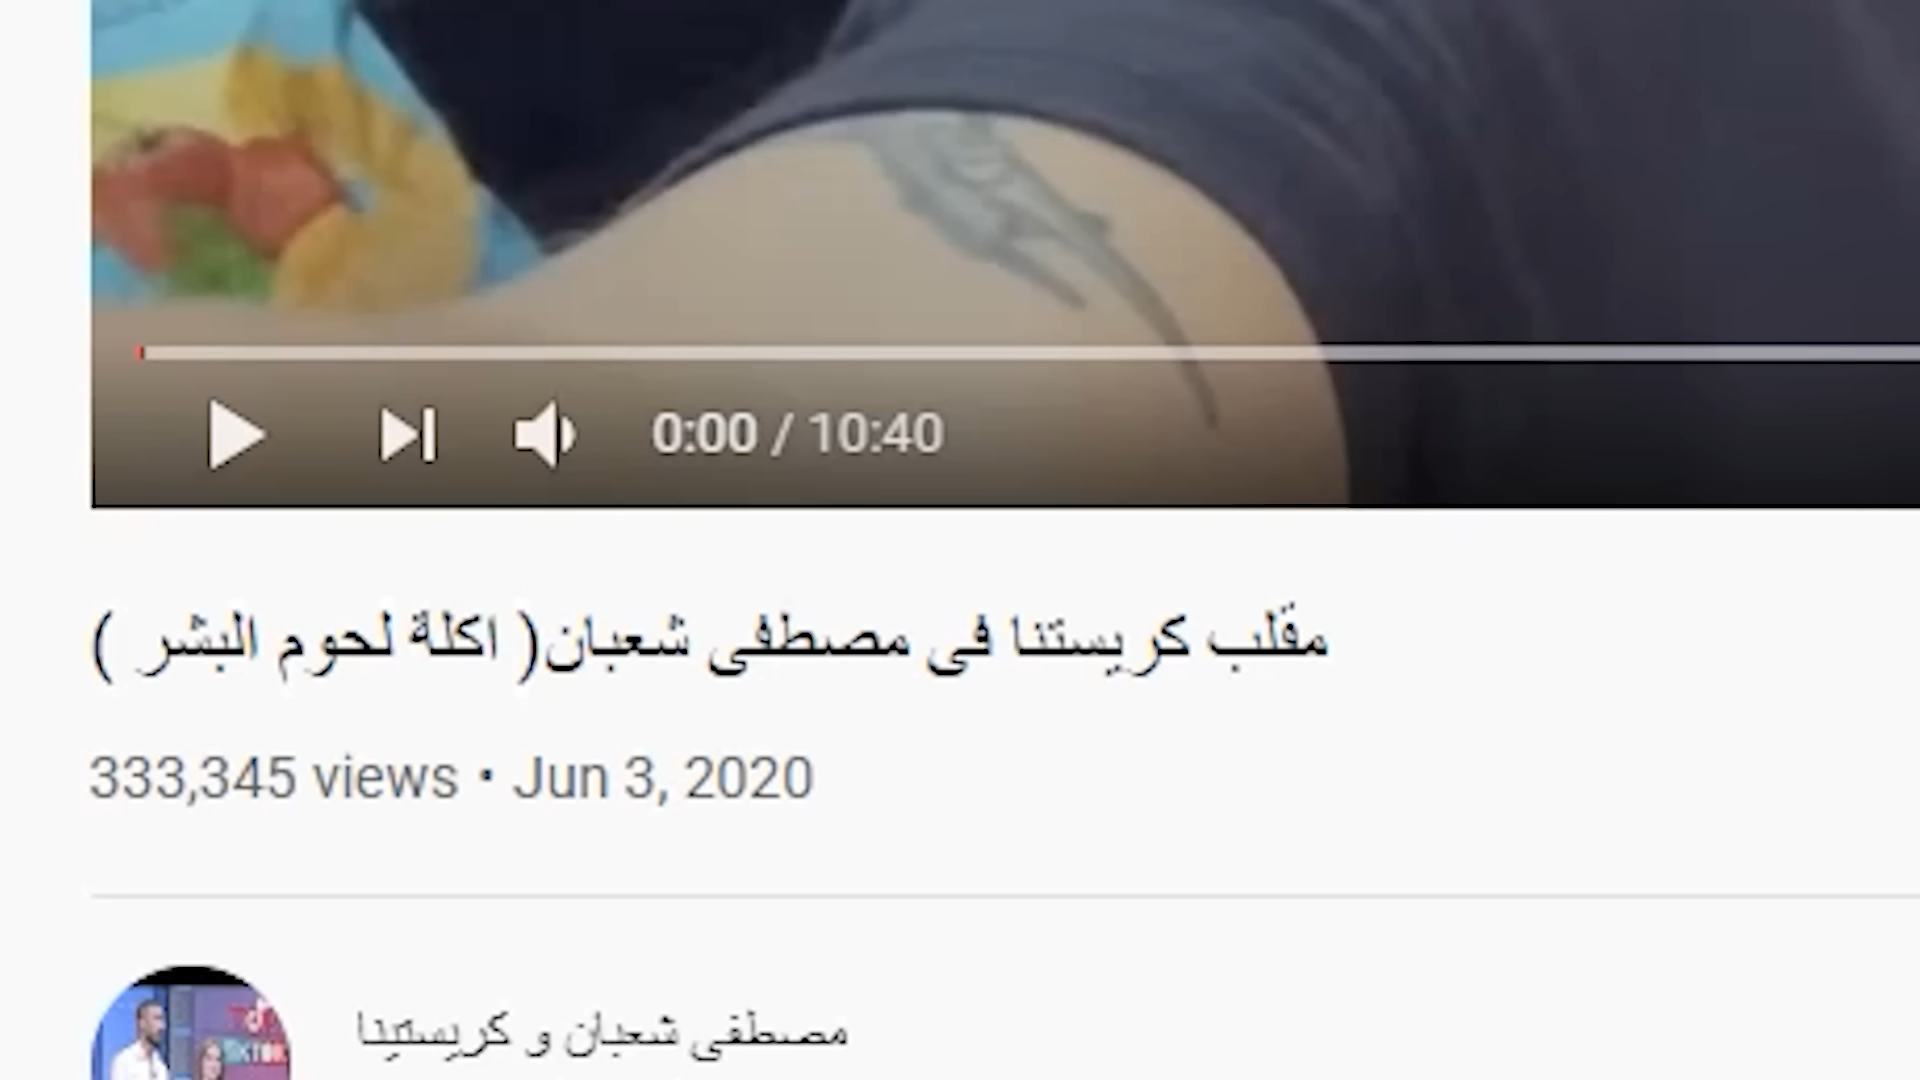 0:00 / 10:40
مقلب كريستنا فى مصطفى شعبان( اكلة لحوم البشر )
333,345 views • Jun 3, 2020
مصطفى شعبان و كريستينا
TIKTOK